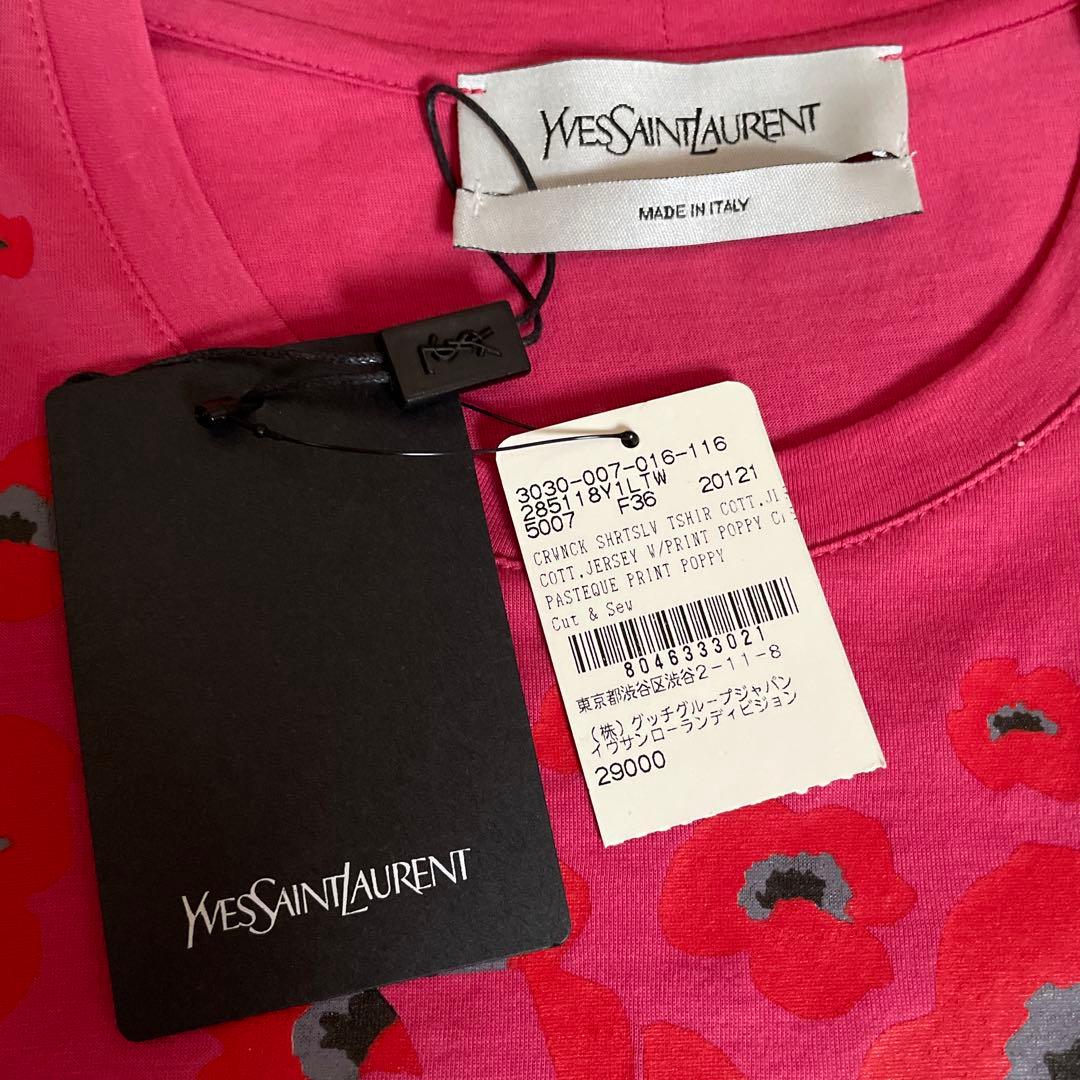 YVESSAINTLAURENT
MADE IN ITALY
YSL
3030-007-016-116
285118Y1LTW 20121
5007 F36
CRWNCK SHRTSLV TSHIR COTT.JE
COTT.JERSEY W/PRINT POPPY C
PASTEQUE PRINT POPPY
Cut & Sew
8046333021
東京都渋谷区渋谷2-11-8
(株)グッチグループジャパン
イヴサンローランディビジョン
29000
YVESSAINTLAURENT